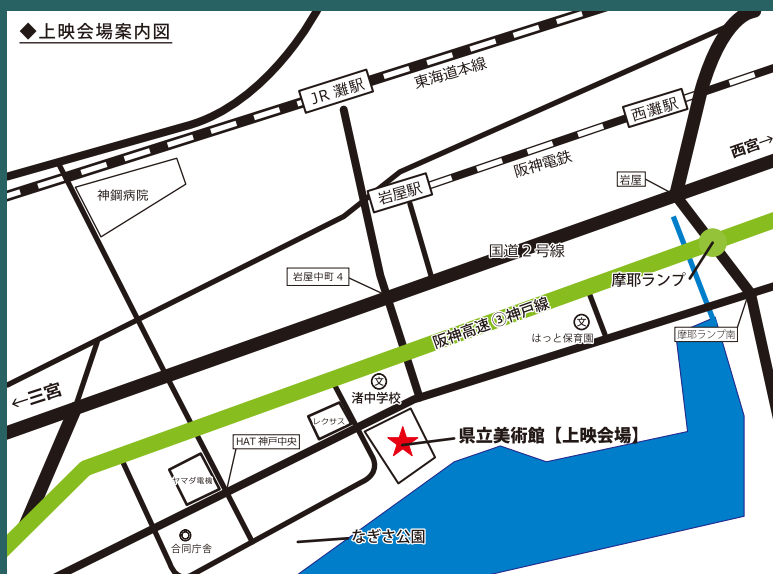 ◆上映会場案内図
JR 灘駅
東海道本線
西灘駅
西宮→
阪神電鉄
神鋼病院
岩屋駅
岩屋
国道2号線
摩耶ランプ
岩屋中町4
阪神高速③神戸線
文
はっと保育園
摩耶ランプ南
文
渚中学校
←三宮
レクサス
HAT 神戸中央
県立美術館【上映会場】
ヤマダ電機
合同庁舎
なぎさ公園